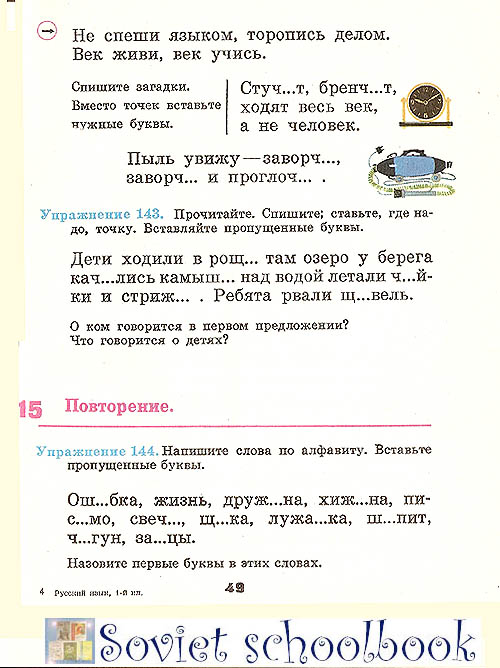 Не спеши языком, торопись делом.
Век живи, век учись.
Спишите загадки.
Вместо точек вставьте
нужные буквы.
Стуч...т, бренч...т,
ходят весь век,
а не человек.
Пыль увижу — заворч...,
заворч... и проглоч... .
Упражнение 143. Прочитайте. Спишите; ставьте, где на-
до, точку. Вставляйте пропущенные буквы.
Дети ходили в рощ... там озеро у берега
кач...лись камыш... над водой летали ч...й-
ки и стриж... . Ребята рвали щ...вель.
О ком говорится в первом предложении?
Что говорится о детях?
15 Повторение.
Упражнение 144. Напишите слова по алфавиту. Вставьте
пропущенные буквы.
Ош...бка, жизнь, друж...на, хиж...на, пи-
с...мо, свеч..., щ...ка, лужа...ка, ш...пит,
ч...гун, за...цы.
Назовите первые буквы в этих словах.
4 Русский язык, 1-й кл.
49
Soviet schoolbook